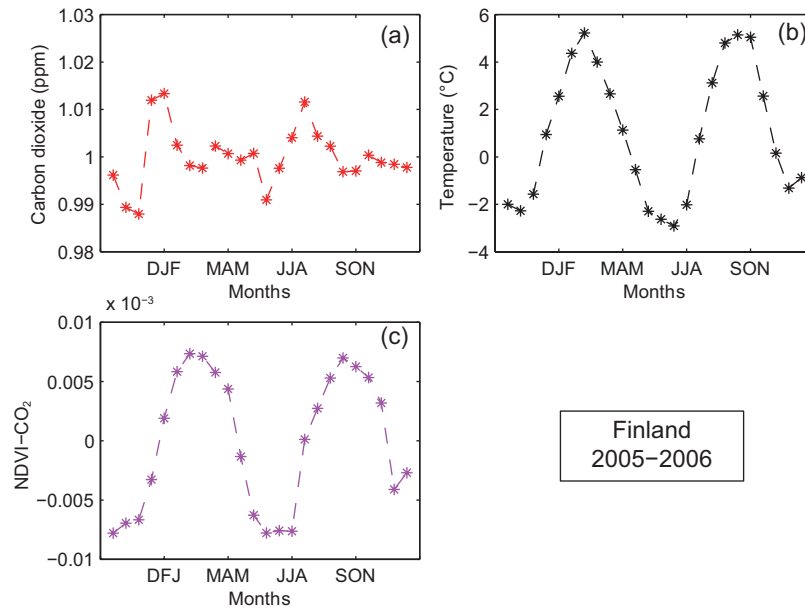 (a)
Carbon dioxide (ppm)
1.03
1.02
1.01
1
0.99
0.98
DJF MAM JJA SON
Months
(b)
Temperature (°C)
6
4
2
0
−2
−4
DJF MAM JJA SON
Months
x 10⁻³
(c)
NDVI−CO₂
0.01
0.005
0
−0.005
−0.01
DFJ MAM JJA SON
Months
Finland
2005−2006